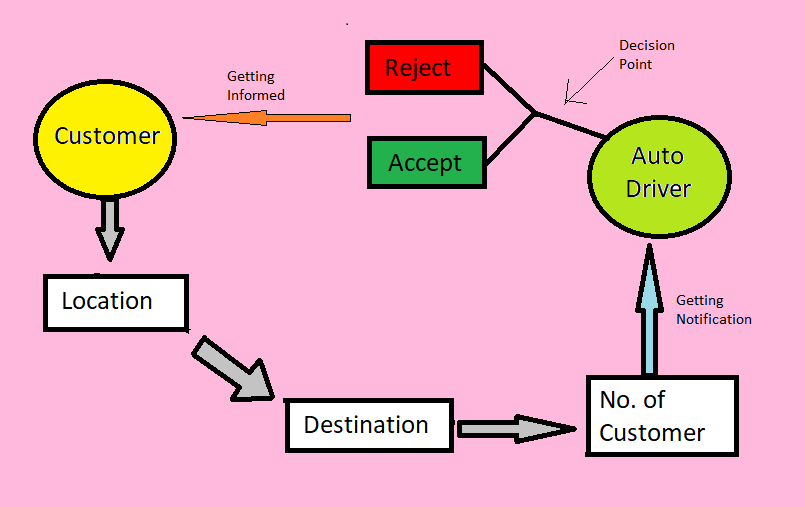 Customer
Getting
Informed
Reject
Accept
Decision
Point
Auto
Driver
Location
Destination
No. of
Customer
Getting
Notification